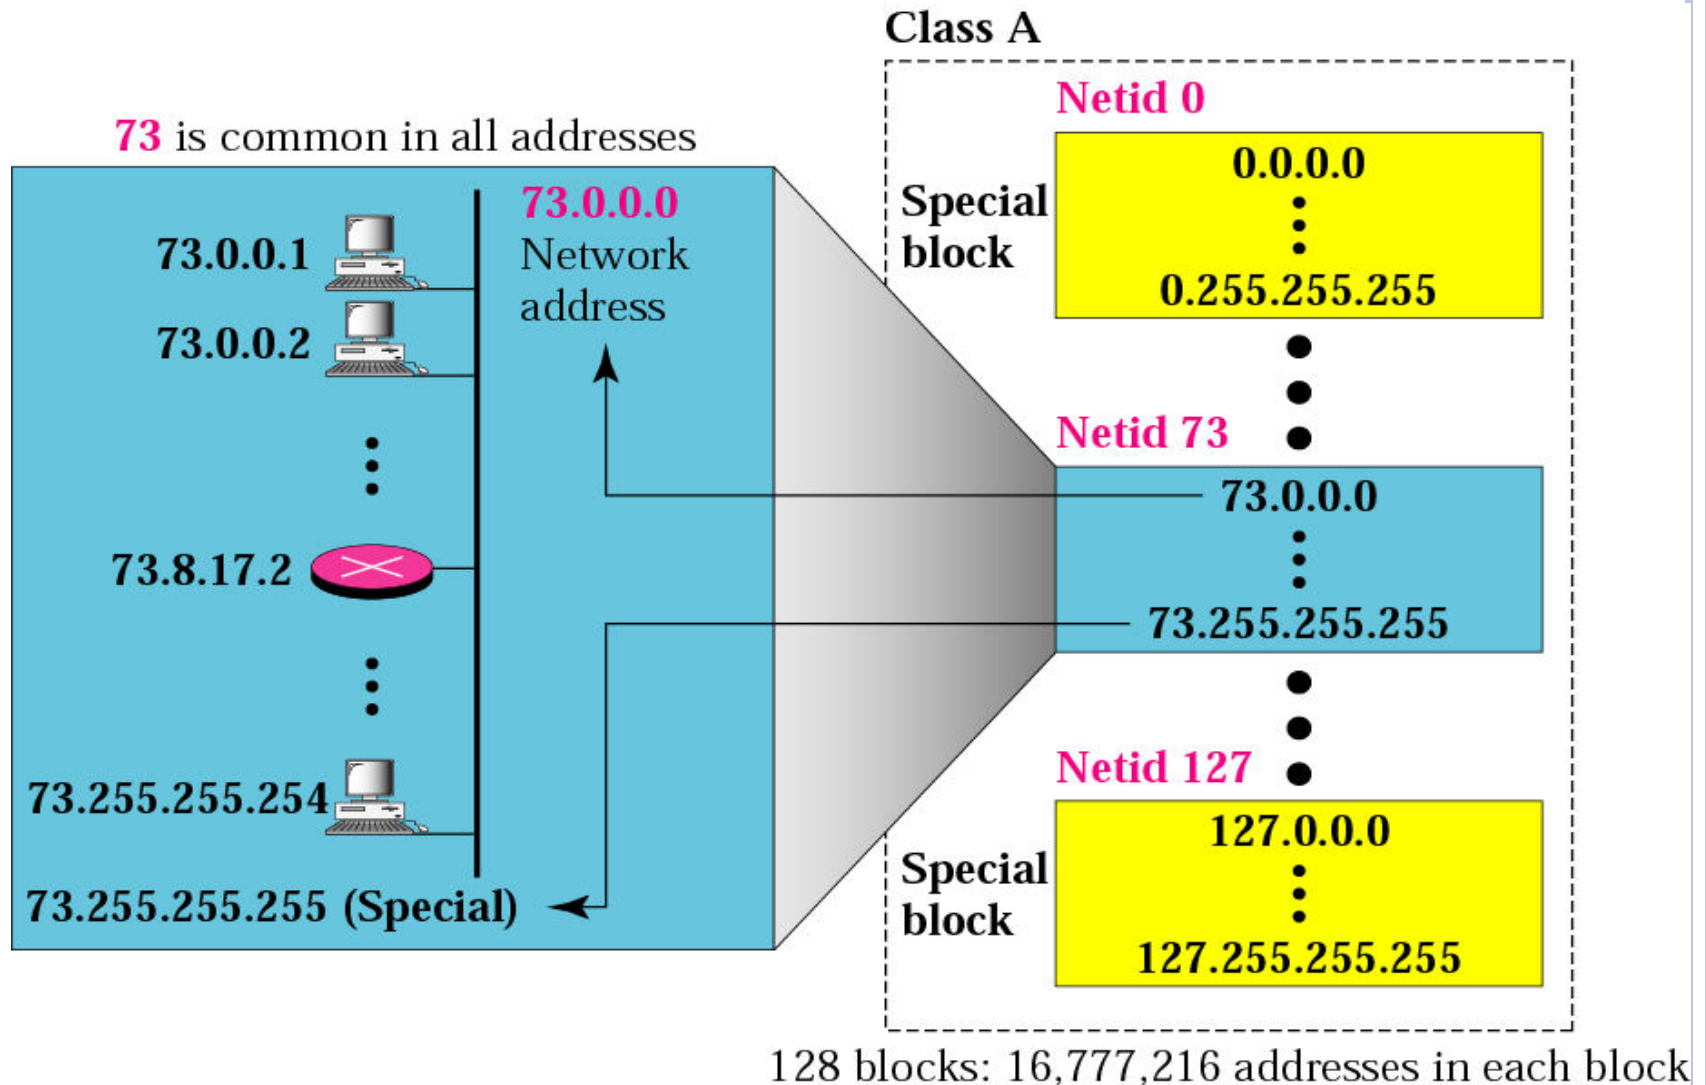 Class A
Netid 0
73 is common in all addresses
0.0.0.0
Special
block
0.255.255.255
73.0.0.0
Network
address
73.0.0.1
73.0.0.2
73.8.17.2
73.255.255.254
73.255.255.255 (Special)
Netid 73
73.0.0.0
73.255.255.255
Netid 127
Special
block
127.0.0.0
127.255.255.255
128 blocks: 16,777,216 addresses in each block